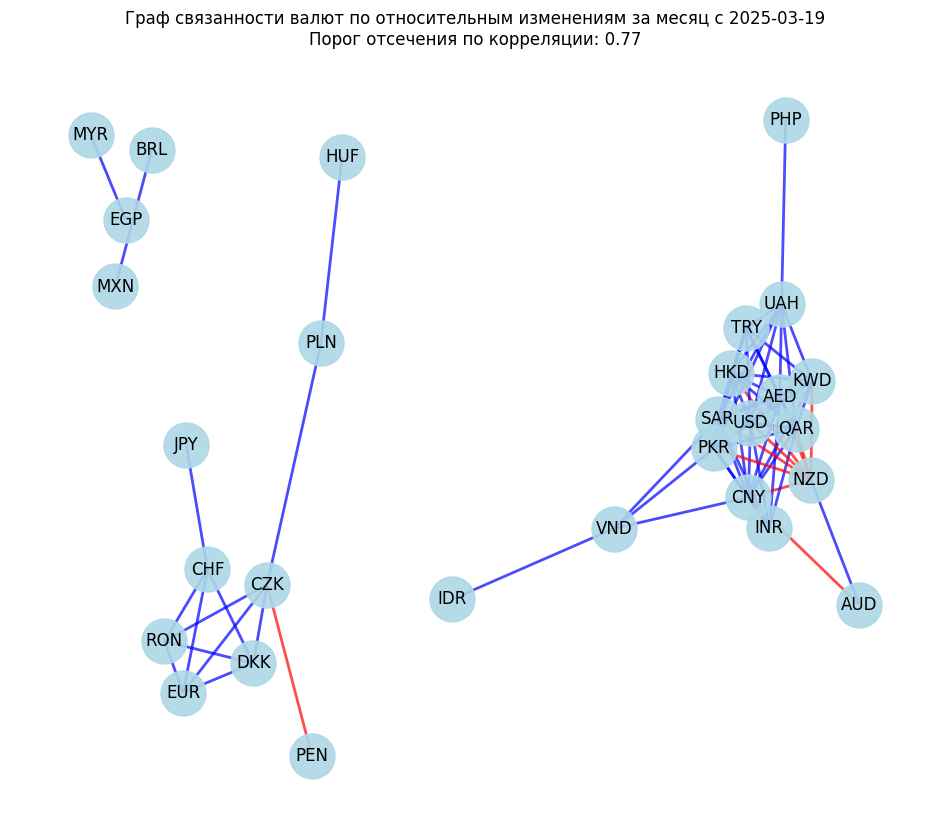 Граф связанности валют по относительным изменениям за месяц с 2025-03-19
Порог отсечения по корреляции: 0.77
PHP
MYR
BRL
HUF
EGP
MXN
UAH
TRY
PLN
HKD
KWD
AED
SAR
USD
QAR
JPY
PKR
NZD
CNY
VND
INR
CHF
CZK
IDR
AUD
RON
DKK
EUR
PEN